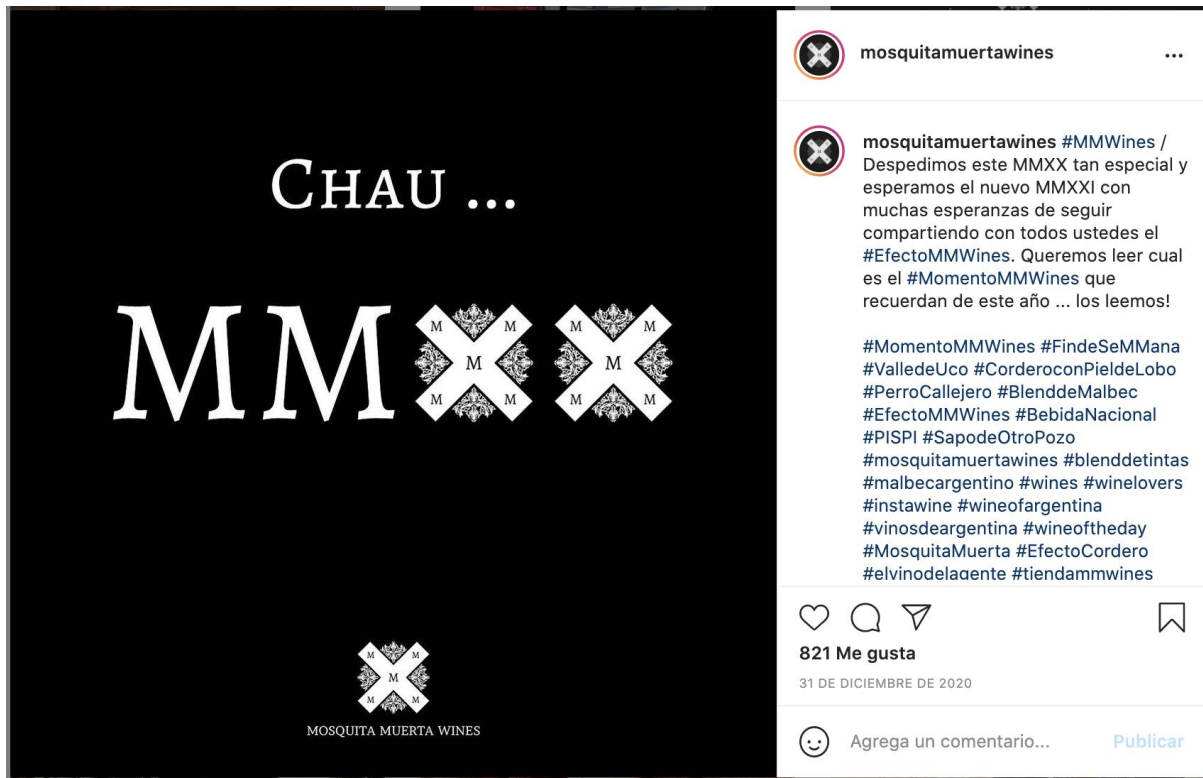 CHAU ...
MMXX
M M
M
M M
M M
M
M M
M M
M
M M
MOSQUITA MUERTA WINES
mosquitamuertawines
mosquitamuertawines #MMWines /
Despedimos este MMXX tan especial y
esperamos el nuevo MMXXI con
muchas esperanzas de seguir
compartiendo con todos ustedes el
#EfectoMMWines. Queremos leer cual
es el #MomentoMMWines que
recuerdan de este año ... los leemos!
#MomentoMMWines #FindeSeMMana
#ValledeUco #CorderoconPieldeLobo
#PerroCallejero #BlenddeMalbec
#EfectoMMWines #BebidaNacional
#PISPI #SapodeOtroPozo
#mosquitamuertawines #blenddetintas
#malbecargentino #wines #winelovers
#instawine #wineofargentina
#vinosdeargentina #wineoftheday
#MosquitaMuerta #EfectoCordero
#elvinodelagente #tiendammwines
821 Me gusta
31 DE DICIEMBRE DE 2020
Agrega un comentario... Publicar